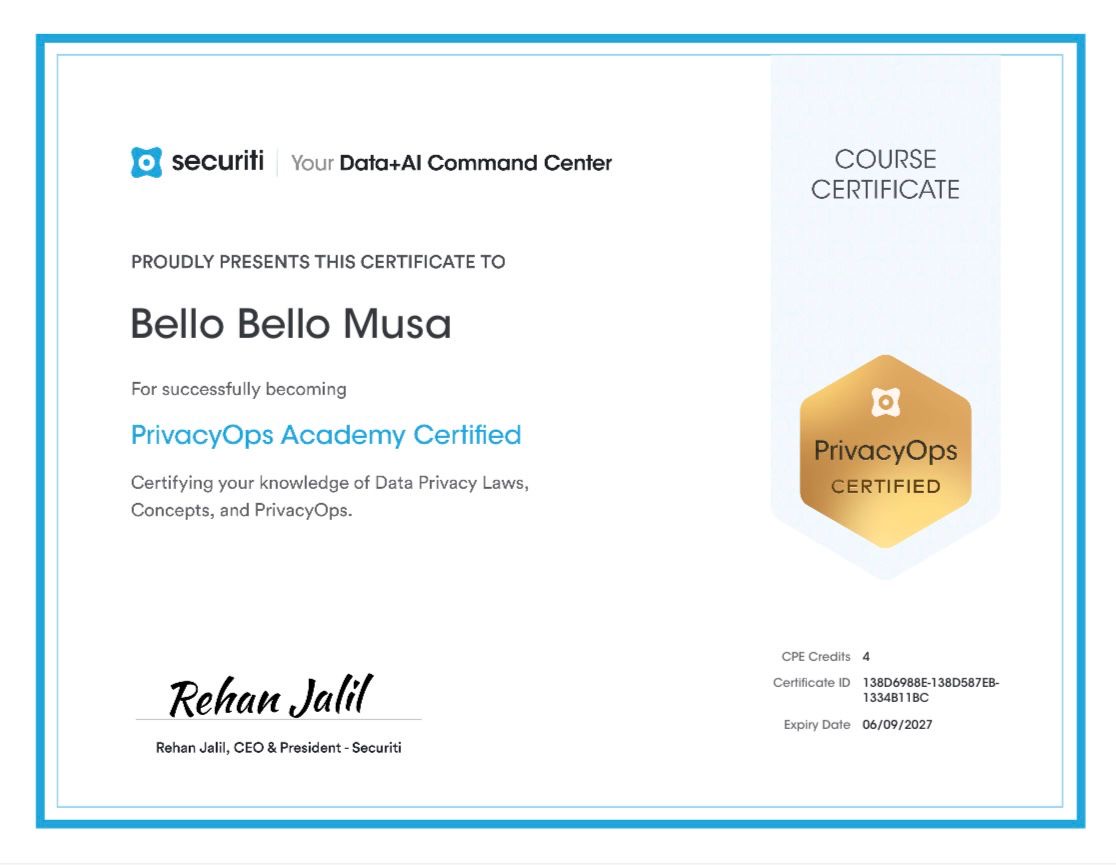 securiti Your Data+AI Command Center
COURSE
CERTIFICATE
PROUDLY PRESENTS THIS CERTIFICATE TO
Bello Bello Musa
For successfully becoming
PrivacyOps Academy Certified
Certifying your knowledge of Data Privacy Laws,
Concepts, and PrivacyOps.
PrivacyOps
CERTIFIED
Rehan Jalil
Rehan Jalil, CEO & President - Securiti
CPE Credits 4
Certificate ID 138D6988E-138D587EB-
1334B11BC
Expiry Date 06/09/2027